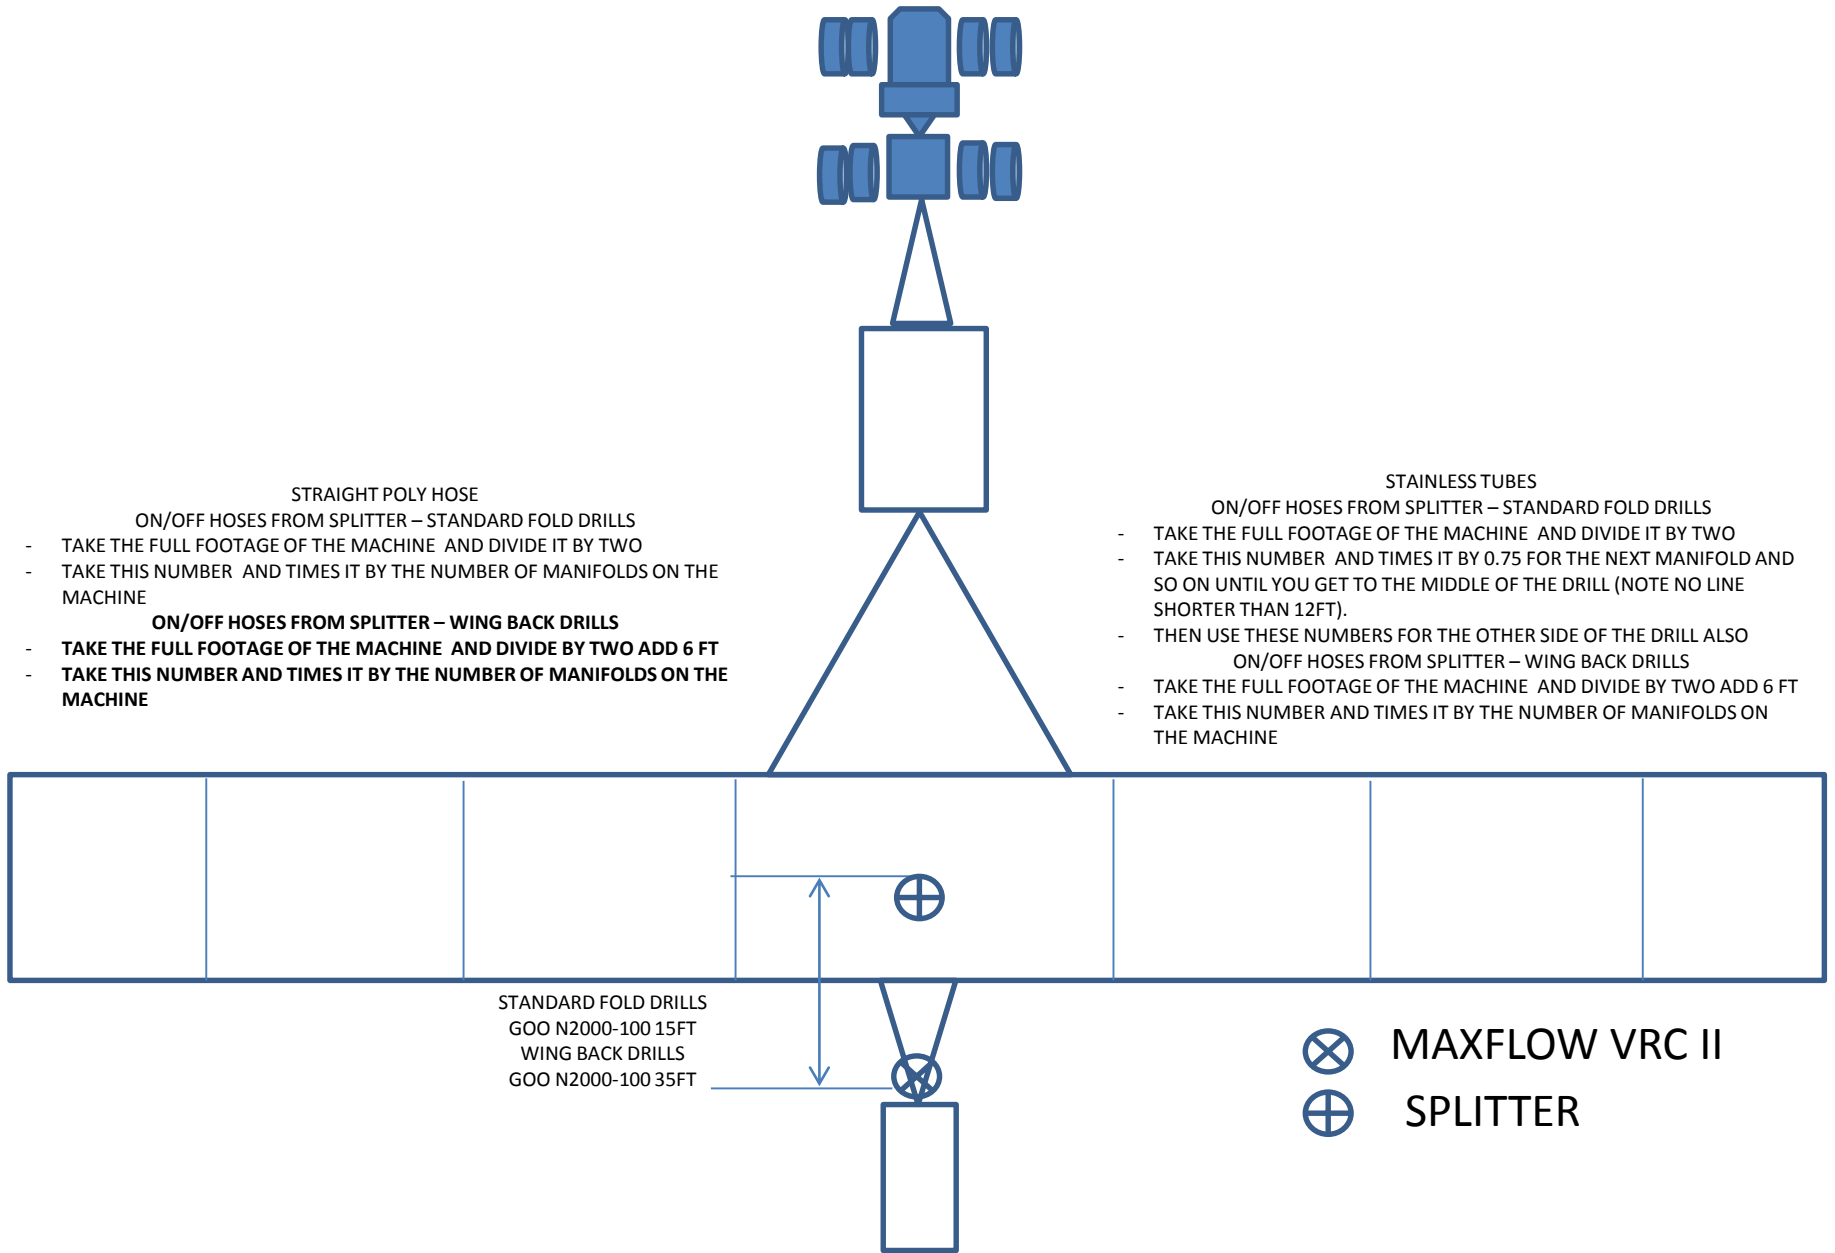 STRAIGHT POLY HOSE
ON/OFF HOSES FROM SPLITTER – STANDARD FOLD DRILLS
- TAKE THE FULL FOOTAGE OF THE MACHINE AND DIVIDE IT BY TWO
- TAKE THIS NUMBER AND TIMES IT BY THE NUMBER OF MANIFOLDS ON THE
MACHINE
ON/OFF HOSES FROM SPLITTER – WING BACK DRILLS
- TAKE THE FULL FOOTAGE OF THE MACHINE AND DIVIDE BY TWO ADD 6 FT
- TAKE THIS NUMBER AND TIMES IT BY THE NUMBER OF MANIFOLDS ON THE
MACHINE
STAINLESS TUBES
ON/OFF HOSES FROM SPLITTER – STANDARD FOLD DRILLS
- TAKE THE FULL FOOTAGE OF THE MACHINE AND DIVIDE IT BY TWO
- TAKE THIS NUMBER AND TIMES IT BY 0.75 FOR THE NEXT MANIFOLD AND
SO ON UNTIL YOU GET TO THE MIDDLE OF THE DRILL (NOTE NO LINE
SHORTER THAN 12FT).
- THEN USE THESE NUMBERS FOR THE OTHER SIDE OF THE DRILL ALSO
ON/OFF HOSES FROM SPLITTER – WING BACK DRILLS
- TAKE THE FULL FOOTAGE OF THE MACHINE AND DIVIDE BY TWO ADD 6 FT
- TAKE THIS NUMBER AND TIMES IT BY THE NUMBER OF MANIFOLDS ON
THE MACHINE
STANDARD FOLD DRILLS
GOO N2000-100 15FT
WING BACK DRILLS
GOO N2000-100 35FT
MAXFLOW VRC II
SPLITTER